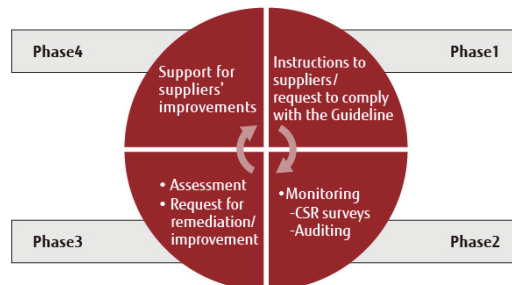 Phase4
Phase1
Support for
suppliers'
improvements
Instructions to
suppliers/
request to comply
with the Guideline
• Assessment
• Request for
remediation/
improvement
•Monitoring
-CSR surveys
-Auditing
Phase3
Phase2